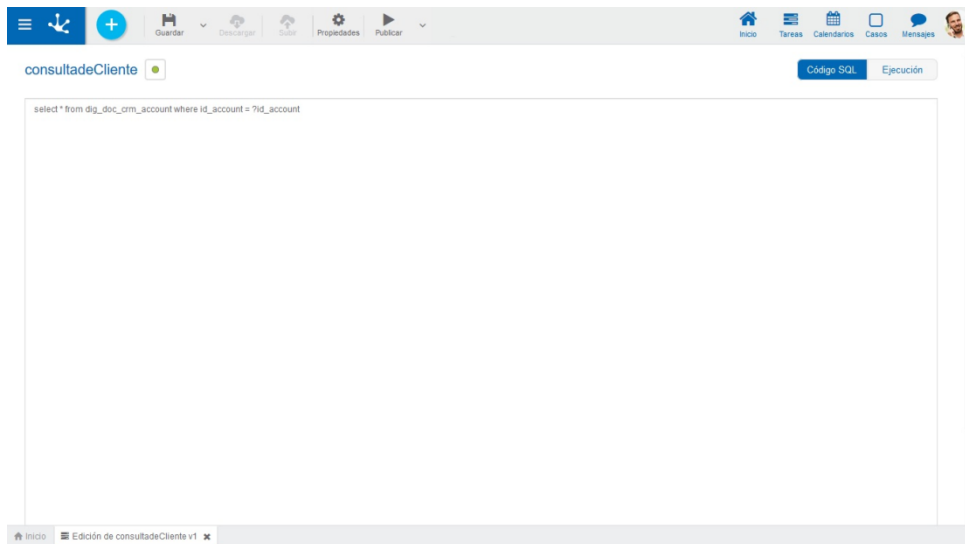 Guardar
Descargar
Subir
Propiedades
Publicar
Inicio
Tareas
Calendarios
Casos
Mensajes
consultadeCliente
Código SQL
Ejecución
select * from dig_doc_crm_account where id_account = ?id_account
Inicio
Edición de consultadeCliente v1